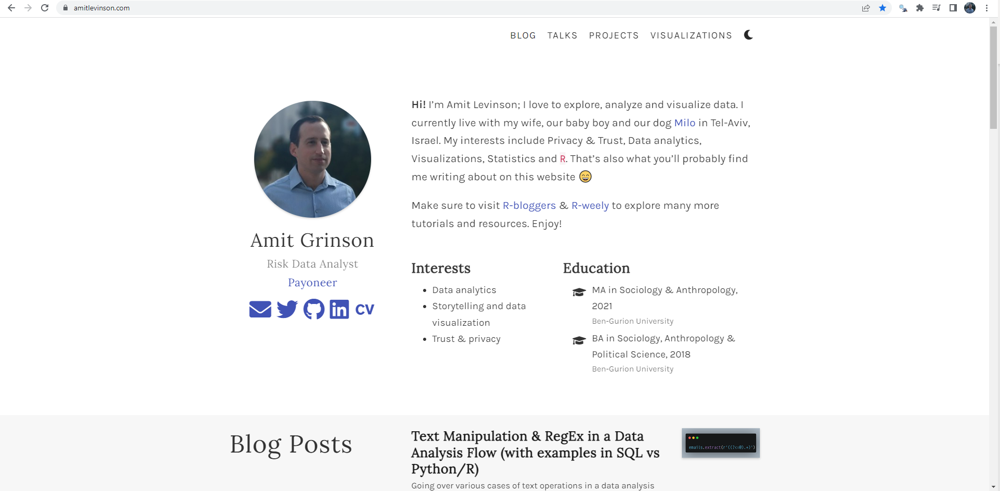 amitlevinson.com
BLOG TALKS PROJECTS VISUALIZATIONS
Hi! I’m Amit Levinson; I love to explore, analyze and visualize data. I
currently live with my wife, our baby boy and our dog Milo in Tel-Aviv,
Israel. My interests include Privacy & Trust, Data analytics,
Visualizations, Statistics and R. That’s also what you’ll probably find
me writing about on this website 😄
Make sure to visit R-bloggers & R-weely to explore many more
tutorials and resources. Enjoy!
Amit Grinson
Risk Data Analyst
Payoneer
CV
Interests
Data analytics
Storytelling and data
visualization
Trust & privacy
Education
MA in Sociology & Anthropology,
2021
Ben-Gurion University
BA in Sociology, Anthropology &
Political Science, 2018
Ben-Gurion University
Blog Posts
Text Manipulation & RegEx in a Data
Analysis Flow (with examples in SQL vs
Python/R)
Going over various cases of text operations in a data analysis
emails.extract(r'((?<=@).+)')